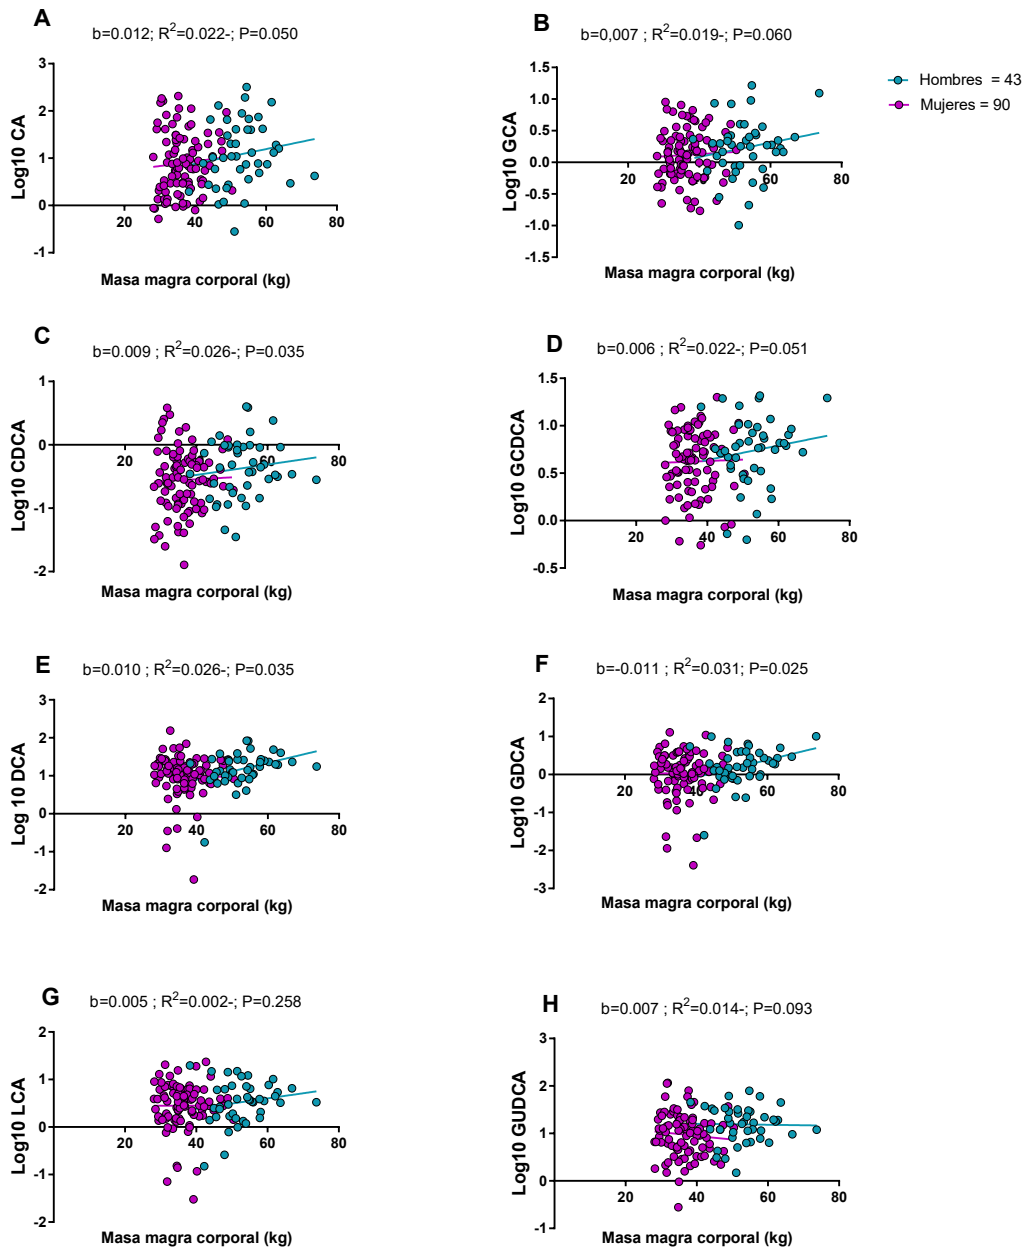 A
b=0.012; R²=0.022-; P=0.050
3
2
1
0
-1
20 40 60 80
Log10 CA
Masa magra corporal (kg)
B
b=0,007 ; R²=0.019-; P=0.060
1.5
1.0
0.5
0.0
-0.5
-1.0
-1.5
20 60 80
Log10 GCA
Masa magra corporal (kg)
Hombres = 43
Mujeres = 90
C
b=0.009 ; R²=0.026-; P=0.035
1
0
-1
-2
20 60 80
Log10 CDCA
Masa magra corporal (kg)
D
b=0.006 ; R²=0.022-; P=0.051
1.5
1.0
0.5
0.0
-0.5
20 40 60 80
Log10 GCDCA
Masa magra corporal (kg)
E
b=0.010 ; R²=0.026-; P=0.035
3
2
1
0
-1
-2
20 40 60 80
Log 10 DCA
Masa magra corporal (kg)
F
b=-0.011 ; R²=0.031; P=0.025
2
1
0
-1
-2
-3
20 40 60 80
Log10 GDCA
Masa magra corporal (kg)
G
b=0.005 ; R²=0.002-; P=0.258
2
1
0
-1
-2
20 40 60 80
Log10 LCA
Masa magra corporal (kg)
H
b=0.007 ; R²=0.014-; P=0.093
3
2
1
0
-1
20 40 60 80
Log10 GUDCA
Masa magra corporal (kg)